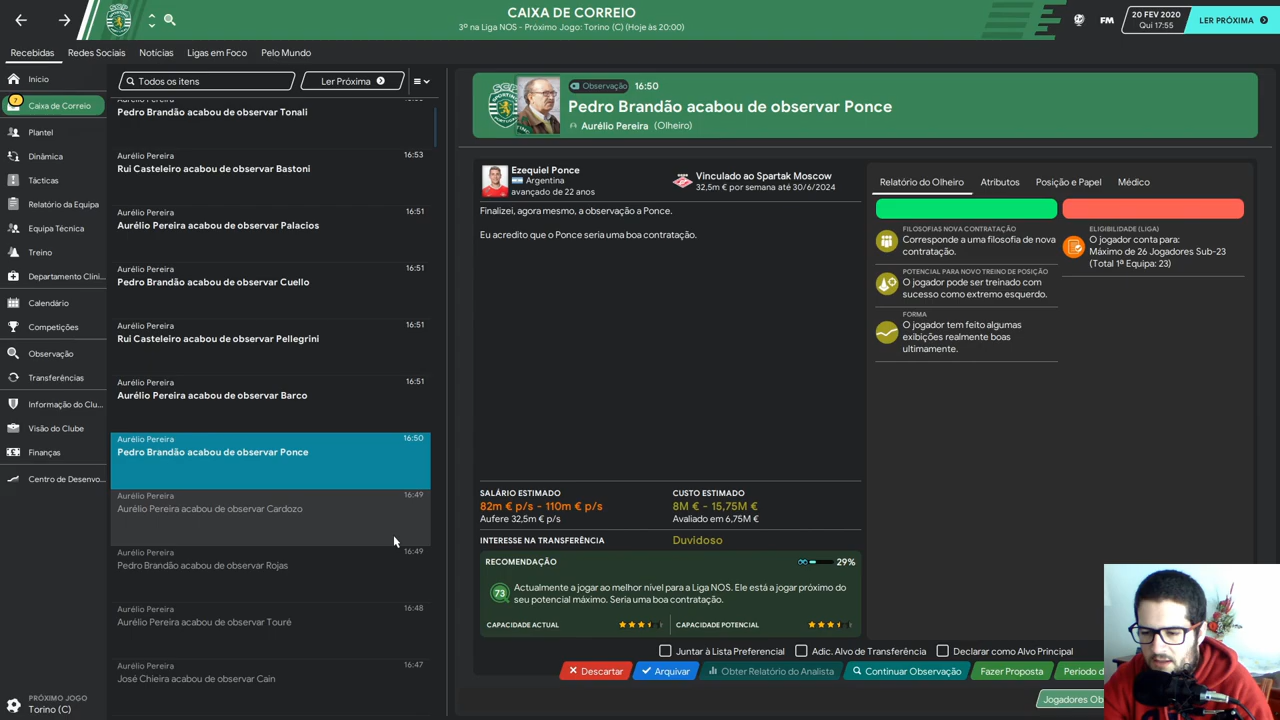 CAIXA DE CORREIO
3º na Liga NOS - Próximo Jogo: Torino (C) (Hoje às 20:00)
FM
20 FEV 2020
Qui 17:55
LER PRÓXIMA
Recebidas
Redes Sociais
Notícias
Ligas em Foco
Pelo Mundo
Início
7
Caixa de Correio
Plantel
Dinâmica
Tácticas
Relatório da Equipa
Equipa Técnica
Treino
Departamento Clíni...
Calendário
Competições
Observação
Transferências
Informação do Clu...
Visão do Clube
Finanças
Centro de Desenvo...
PRÓXIMO JOGO
Torino (C)
Todos os itens
Ler Próxima
Pedro Brandão acabou de observar Tonali
Aurélio Pereira
16:53
Rui Casteleiro acabou de observar Bastoni
Aurélio Pereira
16:51
Aurélio Pereira acabou de observar Palacios
Aurélio Pereira
16:51
Pedro Brandão acabou de observar Cuello
Aurélio Pereira
16:51
Rui Casteleiro acabou de observar Pellegrini
Aurélio Pereira
16:51
Aurélio Pereira acabou de observar Barco
Aurélio Pereira
16:50
Pedro Brandão acabou de observar Ponce
Aurélio Pereira
16:49
Aurélio Pereira acabou de observar Cardozo
Aurélio Pereira
16:49
Pedro Brandão acabou de observar Rojas
Aurélio Pereira
16:48
Aurélio Pereira acabou de observar Touré
Aurélio Pereira
16:47
José Chieira acabou de observar Cain
Observação
16:50
Pedro Brandão acabou de observar Ponce
Aurélio Pereira (Olheiro)
Ezequiel Ponce
Argentina
avançado de 22 anos
Vinculado ao Spartak Moscow
32,5m € por semana até 30/6/2024
Finalizei, agora mesmo, a observação a Ponce.
Eu acredito que o Ponce seria uma boa contratação.
SALÁRIO ESTIMADO
82m € p/s - 110m € p/s
Aufere 32,5m € p/s
CUSTO ESTIMADO
8M € - 15,75M €
Avaliado em 6,75M €
INTERESSE NA TRANSFERÊNCIA
Duvidoso
RECOMENDAÇÃO
29%
73
Actualmente a jogar ao melhor nível para a Liga NOS. Ele está a jogar próximo do
seu potencial máximo. Seria uma boa contratação.
CAPACIDADE ACTUAL
CAPACIDADE POTENCIAL
Relatório do Olheiro
Atributos
Posição e Papel
Médico
FILOSOFIAS NOVA CONTRATAÇÃO
Corresponde a uma filosofia de nova
contratação.
POTENCIAL PARA NOVO TREINO DE POSIÇÃO
O jogador pode ser treinado com
sucesso como extremo esquerdo.
FORMA
O jogador tem feito algumas
exibições realmente boas
ultimamente.
ELIGIBILIDADE (LIGA)
O jogador conta para:
Máximo de 26 Jogadores Sub-23
(Total 1ª Equipa: 23)
Juntar à Lista Preferencial
Adic. Alvo de Transferência
Declarar como Alvo Principal
Descartar
Arquivar
Obter Relatório do Analista
Continuar Observação
Fazer Proposta
Período d
Jogadores Ob